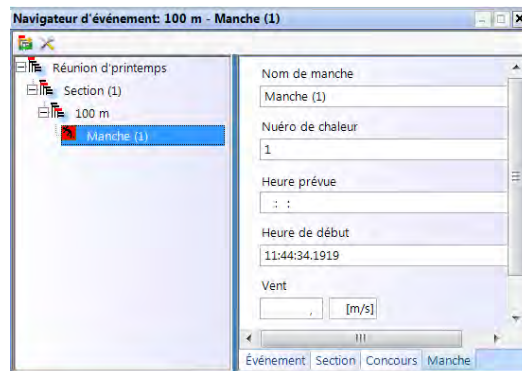 Navigateur d'événement: 100 m - Manche (1)
Réunion d'printemps
Section (1)
100 m
Manche (1)
Nom de manche
Manche (1)
Nuéro de chaleur
1
Heure prévue
: :
Heure de début
11:44:34.1919
Vent
, [m/s]
Événement Section Concours Manche